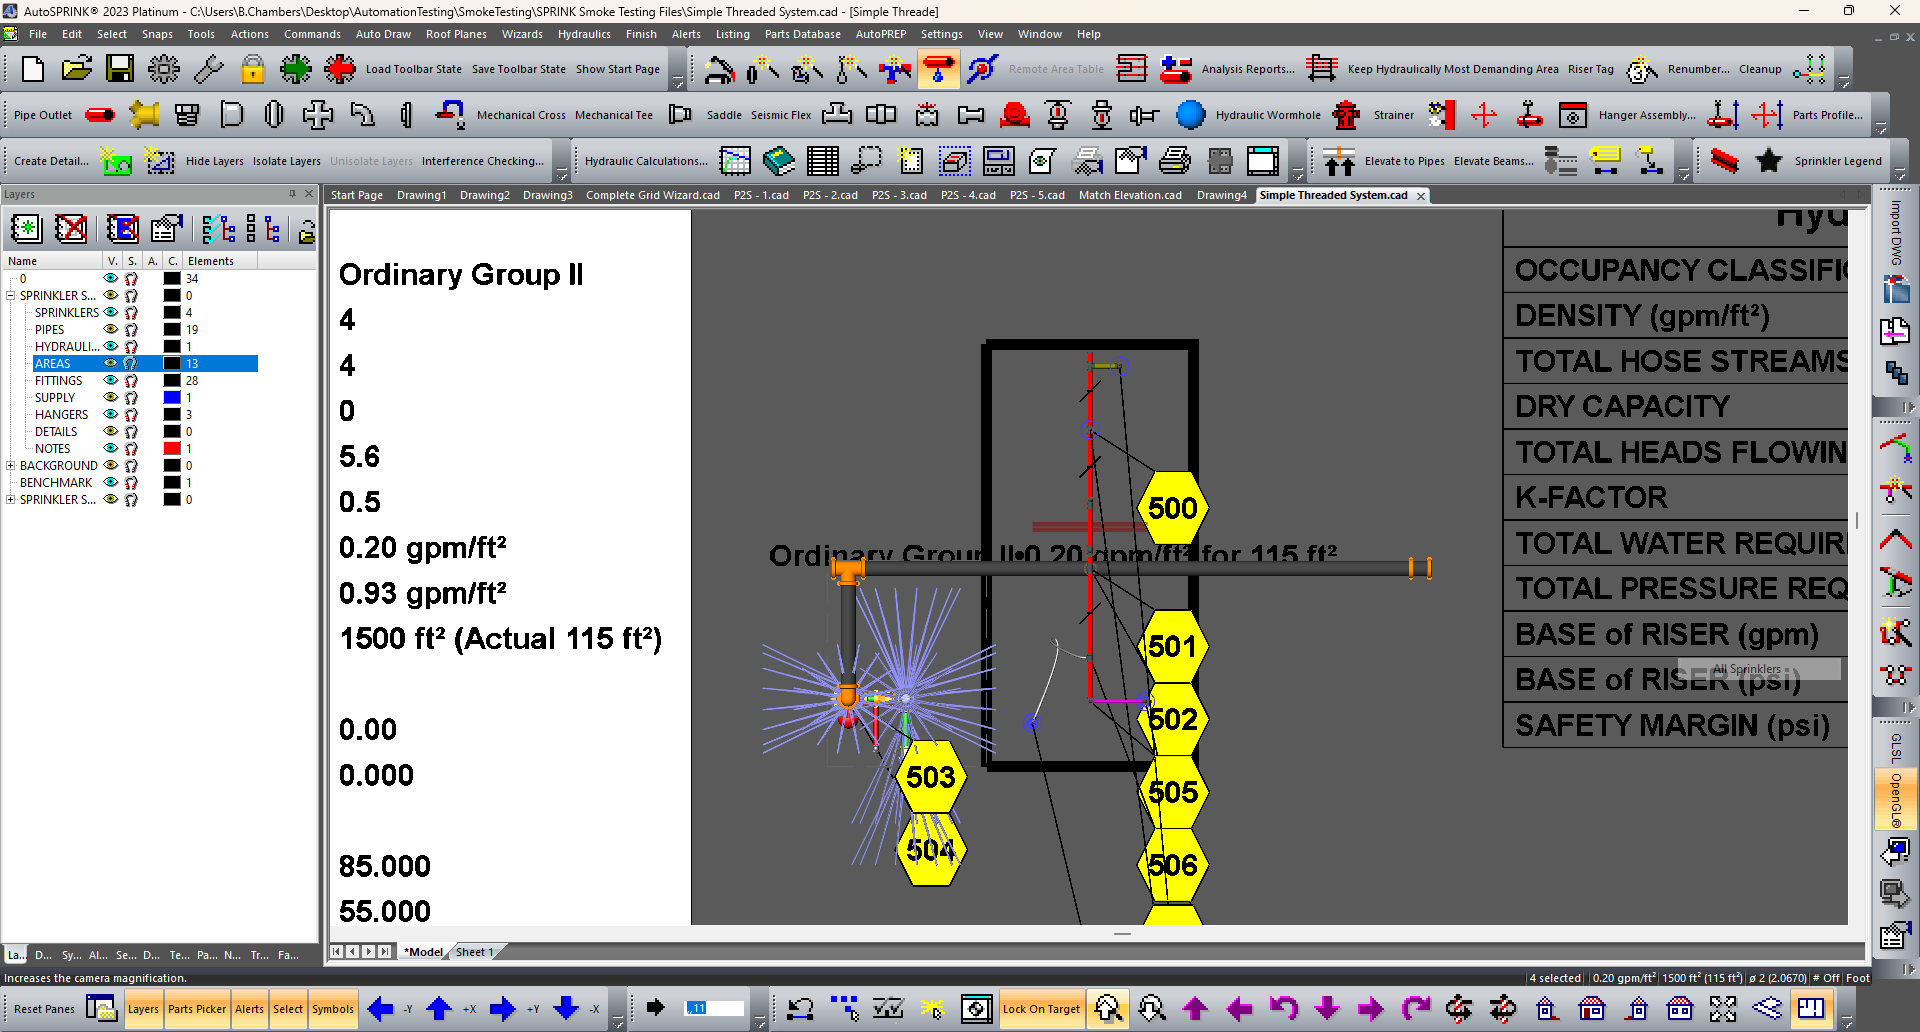 AutoSPRINK® 2023 Platinum - C:\Users\B.Chambers\Desktop\AutomationTesting\SmokeTesting\SPRINK Smoke Testing Files\Simple Threaded System.cad - [Simple Threade]
File Edit Select Snaps Tools Actions Commands Auto Draw Roof Planes Wizards Hydraulics Finish Alerts Listing Parts Database AutoPREP Settings View Window Help
Load Toolbar State Save Toolbar State Show Start Page Remote Area Table Analysis Reports... Keep Hydraulically Most Demanding Area Riser Tag Renumber... Cleanup
Pipe Outlet Mechanical Cross Mechanical Tee Saddle Seismic Flex Hydraulic Wormhole Strainer Hanger Assembly... Parts Profile...
Create Detail... Hide Layers Isolate Layers Unisolate Layers Interference Checking... Hydraulic Calculations... Elevate to Pipes Elevate Beams... Sprinkler Legend
Layers
Start Page Drawing1 Drawing2 Drawing3 Complete Grid Wizard.cad P2S - 1.cad P2S - 2.cad P2S - 3.cad P2S - 4.cad P2S - 5.cad Match Elevation.cad Drawing4 Simple Threaded System.cad
Name V. S. A. C. Elements
0 34
SPRINKLER S... 0
SPRINKLERS 4
PIPES 19
HYDRAULI... 1
AREAS 13
FITTINGS 28
SUPPLY 1
HANGERS 3
DETAILS 0
NOTES 1
BACKGROUND 0
BENCHMARK 1
SPRINKLER S... 0
Ordinary Group II
4
4
0
5.6
0.5
0.20 gpm/ft²
0.93 gpm/ft²
1500 ft² (Actual 115 ft²)
0.00
0.000
85.000
55.000
Ordinary Group II•0.20 gpm/ft² for 115 ft²
500
501
502
503
504
505
506
Hyd
OCCUPANCY CLASSIFI
DENSITY (gpm/ft²)
TOTAL HOSE STREAMS
DRY CAPACITY
TOTAL HEADS FLOWIN
K-FACTOR
TOTAL WATER REQUIR
TOTAL PRESSURE REQ
BASE of RISER (gpm)
All Sprinklers
BASE of RISER (psi)
SAFETY MARGIN (psi)
Import DWG
GLSL
OpenGL®
*Model Sheet 1
La... D... Sy... Al... Se... D... Te... Pa... N... Tr... Fa...
Increases the camera magnification.
4 selected 0.20 gpm/ft² 1500 ft² (115 ft²) ø 2 (2.0670) # Off Foot
Reset Panes Layers Parts Picker Alerts Select Symbols -Y +X +Y -X ,,11 Lock On Target